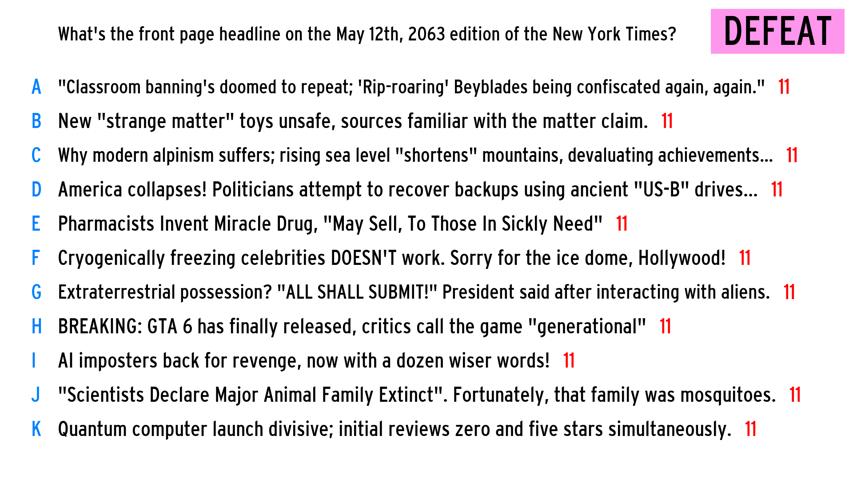 What's the front page headline on the May 12th, 2063 edition of the New York Times?
DEFEAT
A "Classroom banning's doomed to repeat; 'Rip-roaring' Beyblades being confiscated again, again." 11
B New "strange matter" toys unsafe, sources familiar with the matter claim. 11
C Why modern alpinism suffers; rising sea level "shortens" mountains, devaluating achievements... 11
D America collapses! Politicians attempt to recover backups using ancient "US-B" drives... 11
E Pharmacists Invent Miracle Drug, "May Sell, To Those In Sickly Need" 11
F Cryogenically freezing celebrities DOESN'T work. Sorry for the ice dome, Hollywood! 11
G Extraterrestrial possession? "ALL SHALL SUBMIT!" President said after interacting with aliens. 11
H BREAKING: GTA 6 has finally released, critics call the game "generational" 11
I AI imposters back for revenge, now with a dozen wiser words! 11
J "Scientists Declare Major Animal Family Extinct". Fortunately, that family was mosquitoes. 11
K Quantum computer launch divisive; initial reviews zero and five stars simultaneously. 11